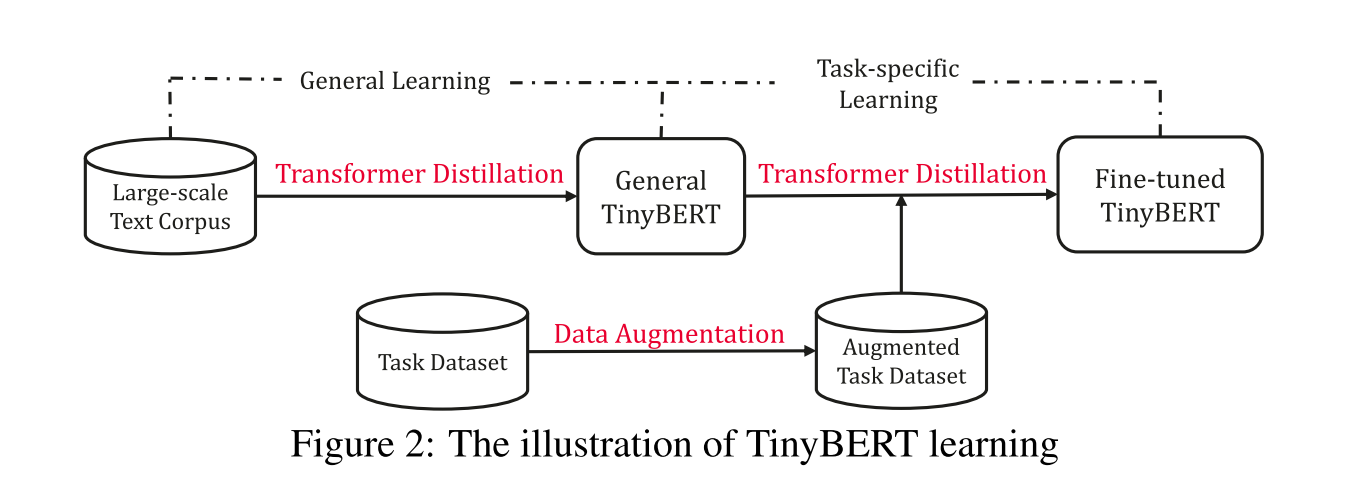 General Learning
Task-specific
Learning
Large-scale
Text Corpus
Transformer Distillation
General
TinyBERT
Transformer Distillation
Fine-tuned
TinyBERT
Task Dataset
Data Augmentation
Augmented
Task Dataset
Figure 2: The illustration of TinyBERT learning